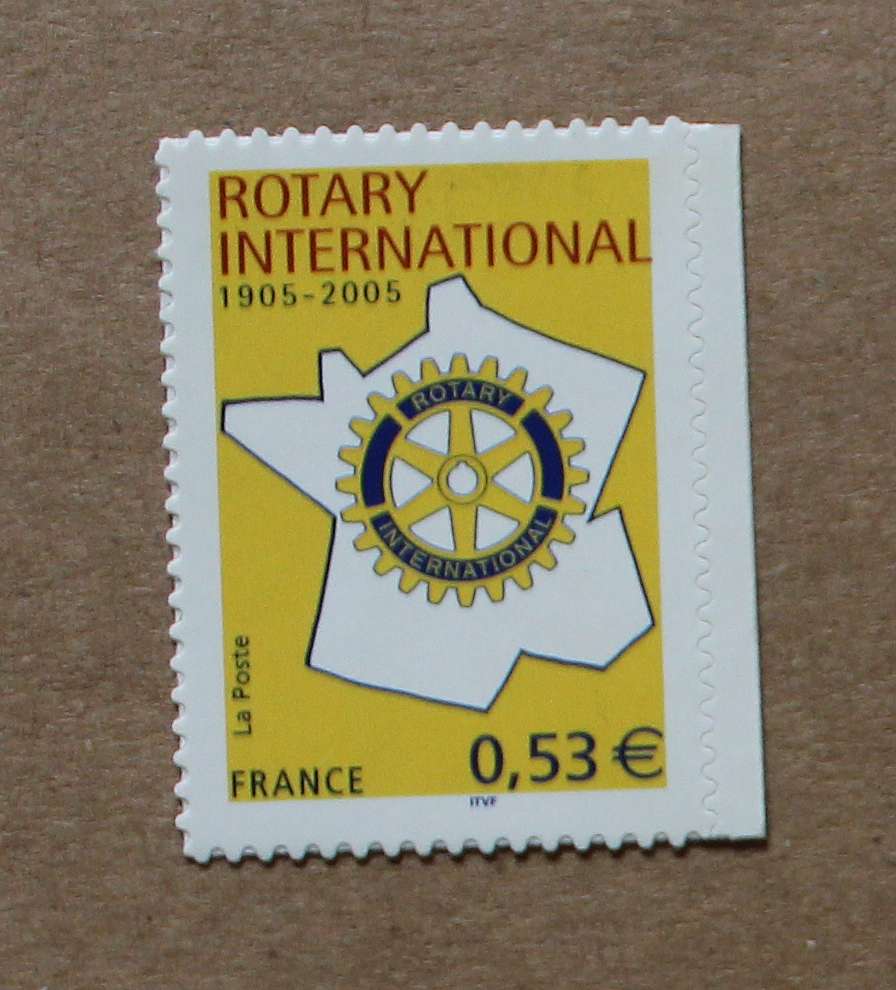 ROTARY
INTERNATIONAL
1905-2005
ROTARY
INTERNATIONAL
La Poste
FRANCE
0,53 €
ITVF